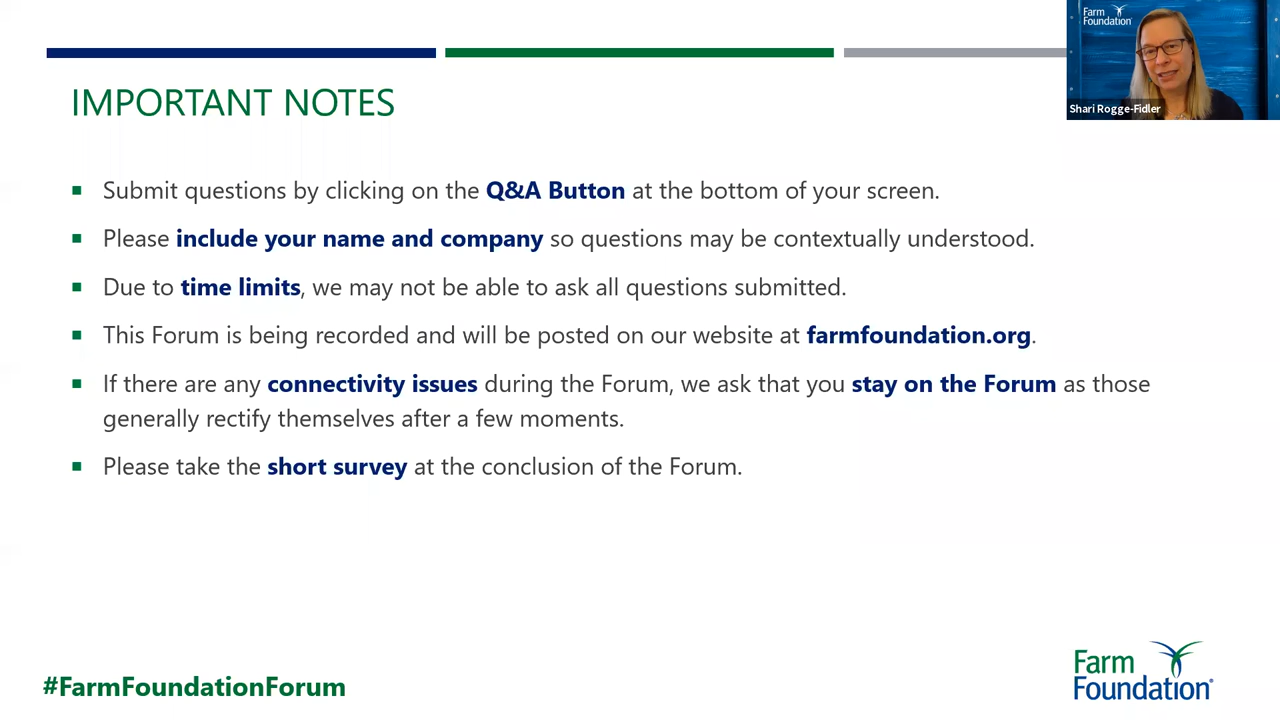 Farm
Foundation
Shari Rogge-Fidler
IMPORTANT NOTES
Submit questions by clicking on the Q&A Button at the bottom of your screen.
Please include your name and company so questions may be contextually understood.
Due to time limits, we may not be able to ask all questions submitted.
This Forum is being recorded and will be posted on our website at farmfoundation.org.
If there are any connectivity issues during the Forum, we ask that you stay on the Forum as those
generally rectify themselves after a few moments.
Please take the short survey at the conclusion of the Forum.
#FarmFoundationForum
Farm
Foundation®